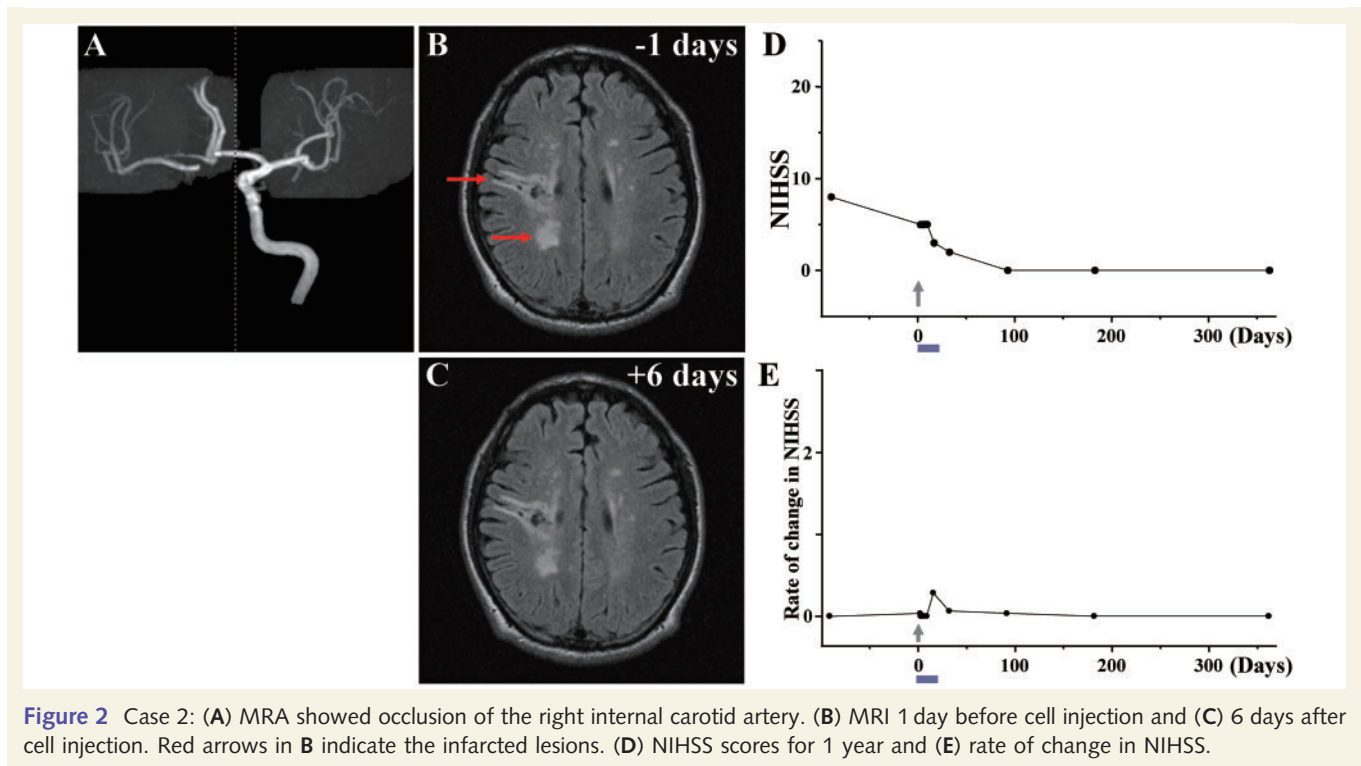 A
B
-1 days
D
NIHSS
20
10
0
0
100
200
300
(Days)
C
+6 days
E
Rate of change in NIHSS
2
0
0
100
200
300
(Days)
Figure 2 Case 2: (A) MRA showed occlusion of the right internal carotid artery. (B) MRI 1 day before cell injection and (C) 6 days after
cell injection. Red arrows in B indicate the infarcted lesions. (D) NIHSS scores for 1 year and (E) rate of change in NIHSS.